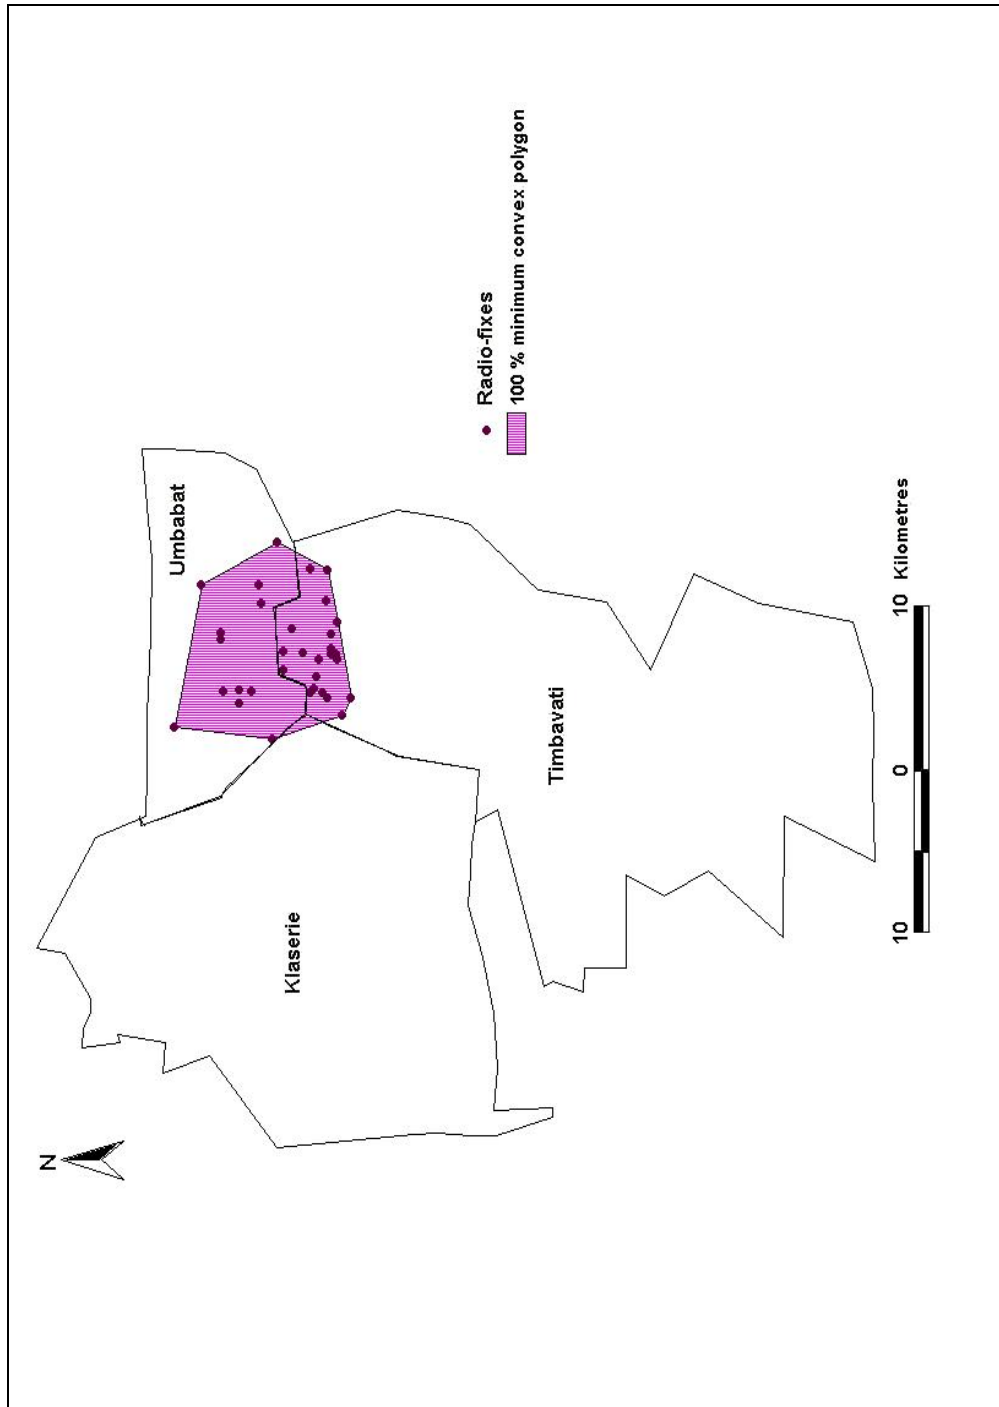 N
Klaserie
Umbabat
Timbavati
Radio-fixes
100 % minimum convex polygon
10 0 10 Kilometres